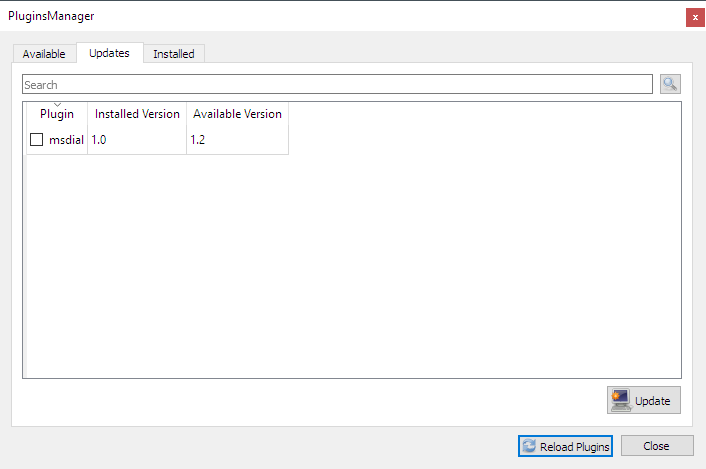 PluginsManager
x
Available Updates Installed
Search
Plugin Installed Version Available Version
msdial 1.0 1.2
Update
Reload Plugins Close